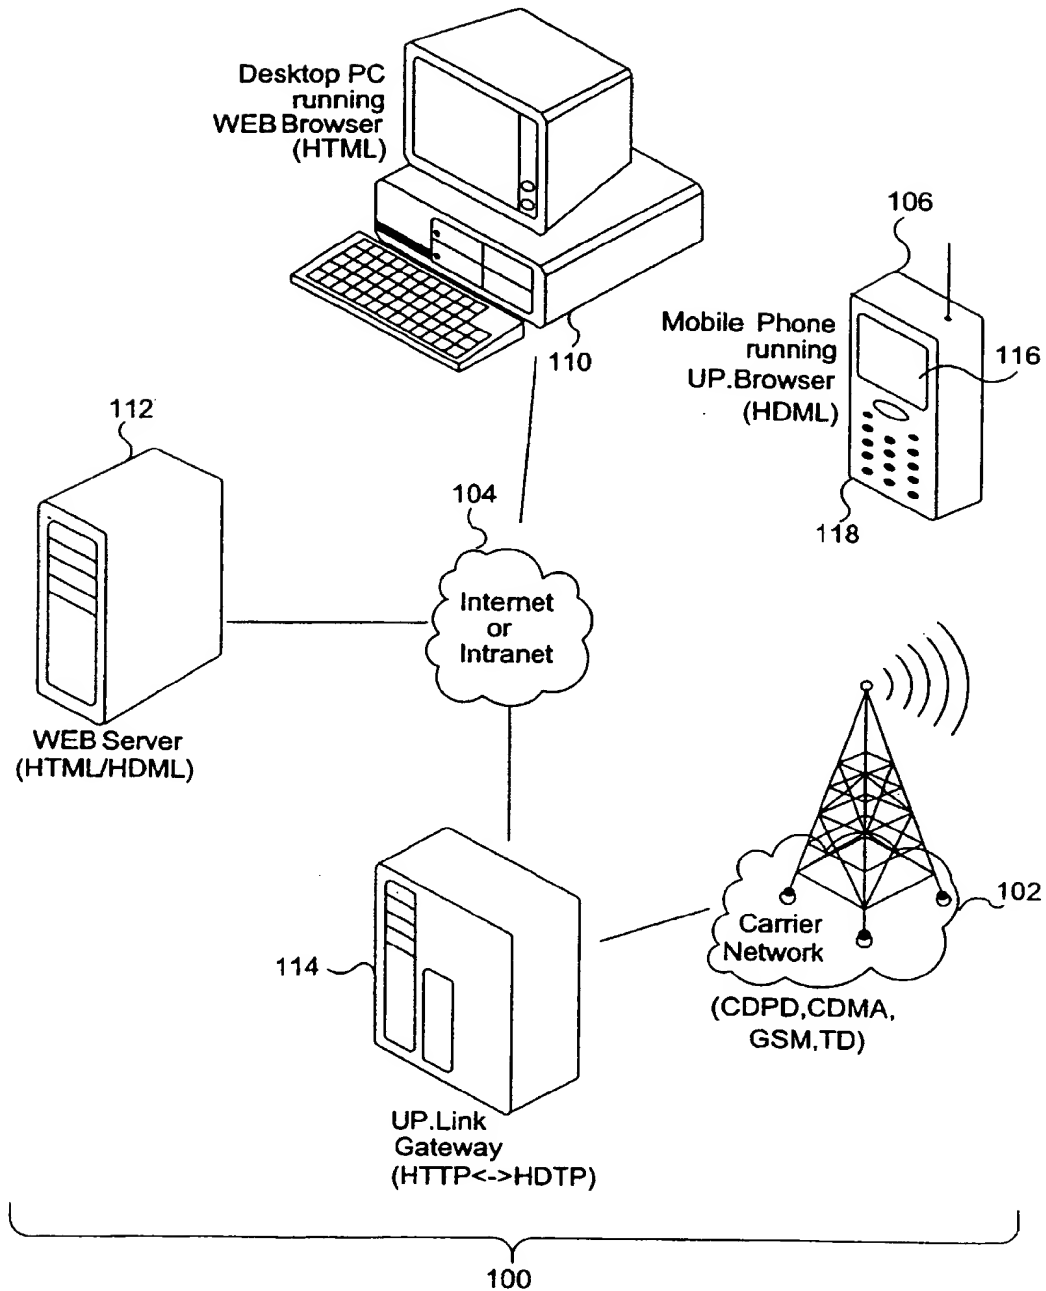 Desktop PC
running
WEB Browser
(HTML)
110
106
Mobile Phone
running
UP.Browser
(HDML)
116
118
112
104
Internet
or
Intranet
WEB Server
(HTML/HDML)
102
Carrier
Network
(CDPD,CDMA,
GSM,TD)
114
UP.Link
Gateway
(HTTP<->HDTP)
100